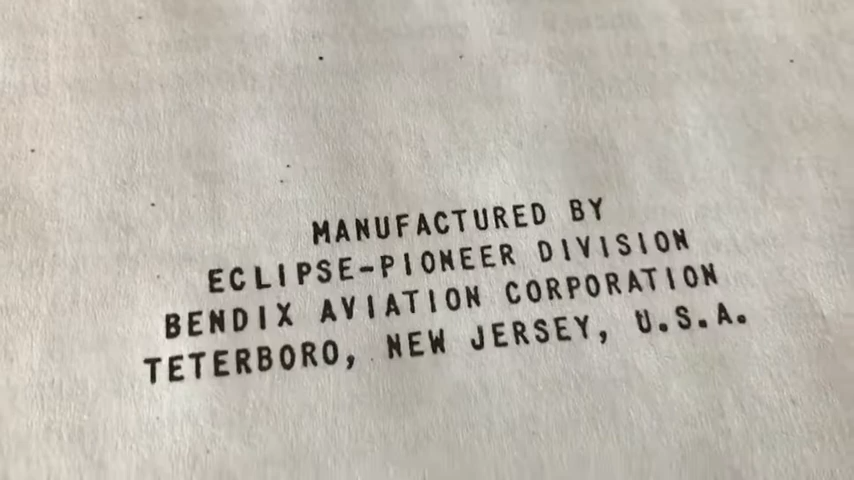 MANUFACTURED BY
ECLIPSE-PIONEER DIVISION
BENDIX AVIATION CORPORATION
TETERBORO, NEW JERSEY, U.S.A.